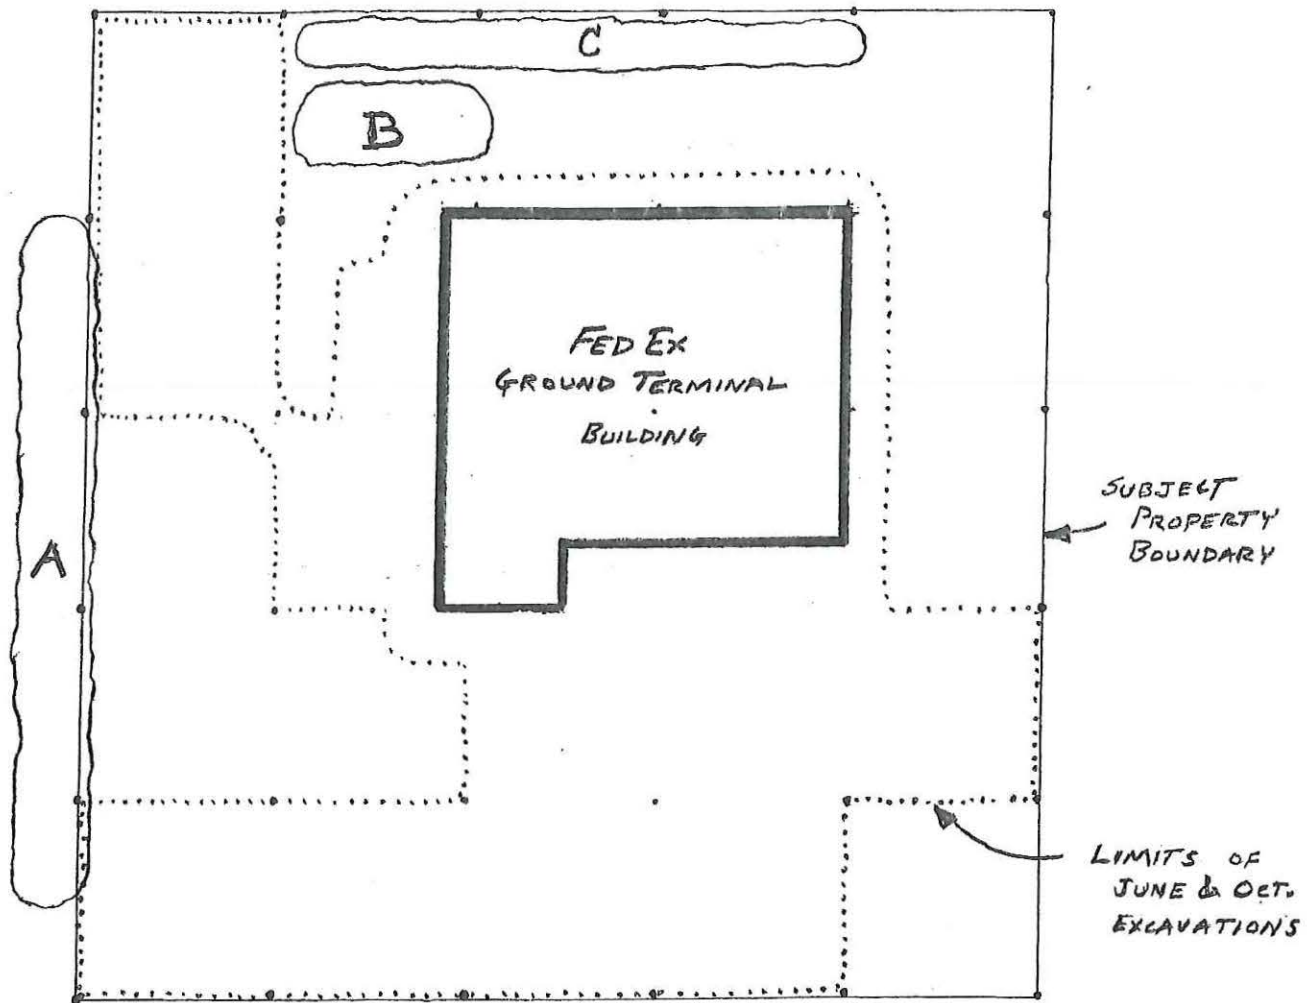 C
B
FED EX
GROUND TERMINAL
BUILDING
SUBJECT
PROPERTY
BOUNDARY
A
LIMITS OF
JUNE & OCT.
EXCAVATIONS